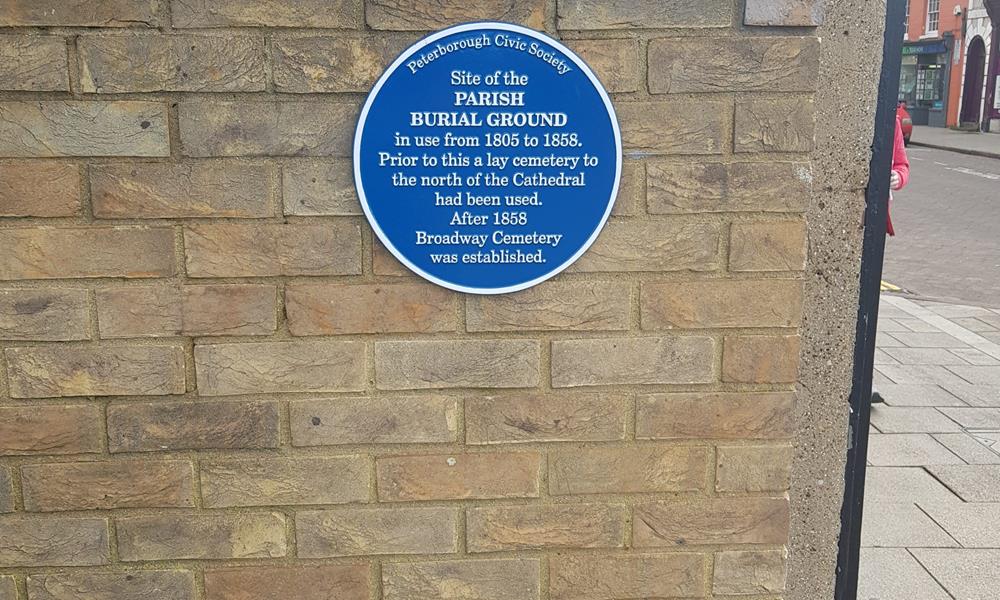 Peterborough Civic Society
Site of the
PARISH
BURIAL GROUND
in use from 1805 to 1858.
Prior to this a lay cemetery to
the north of the Cathedral
had been used.
After 1858
Broadway Cemetery
was established.